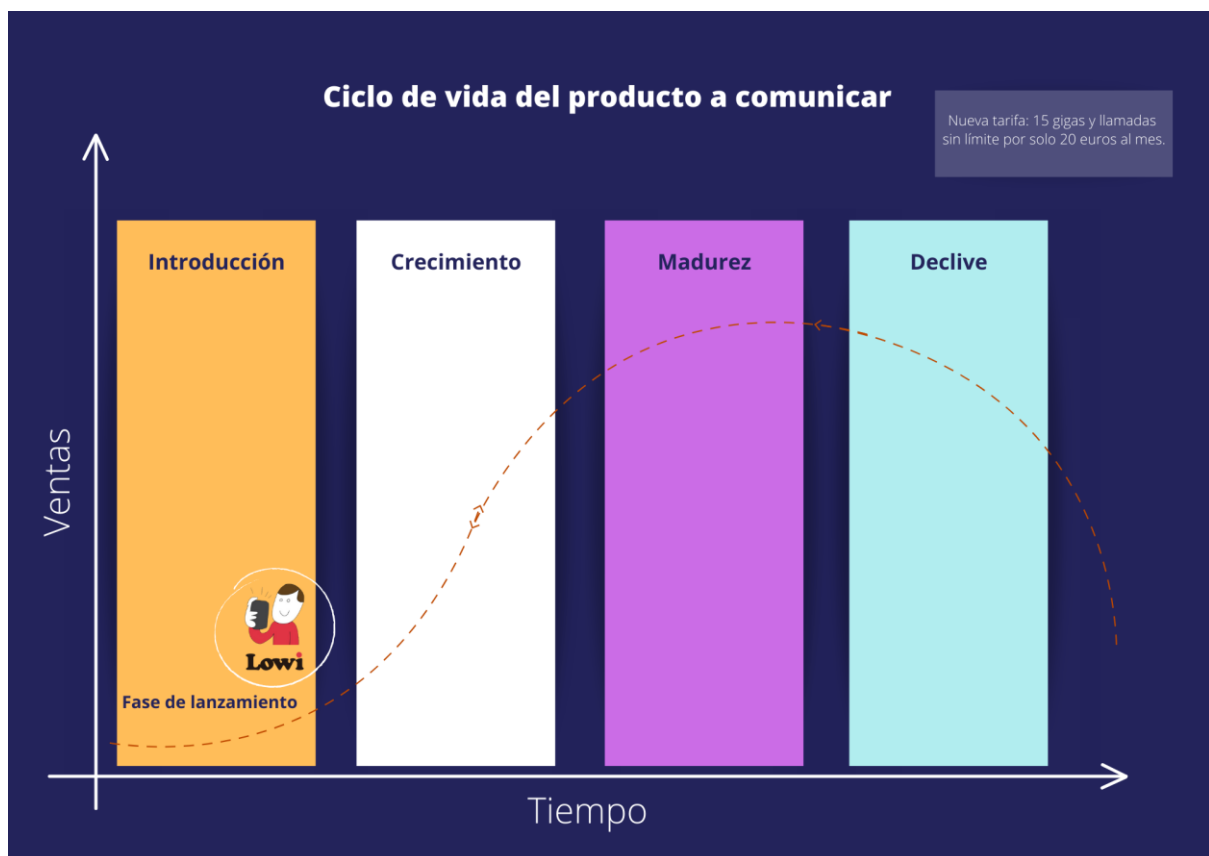 Ciclo de vida del producto a comunicar
Nueva tarifa: 15 gigas y llamadas
sin límite por solo 20 euros al mes.
Introducción
Crecimiento
Madurez
Declive
Ventas
Lowi
Fase de lanzamiento
Tiempo